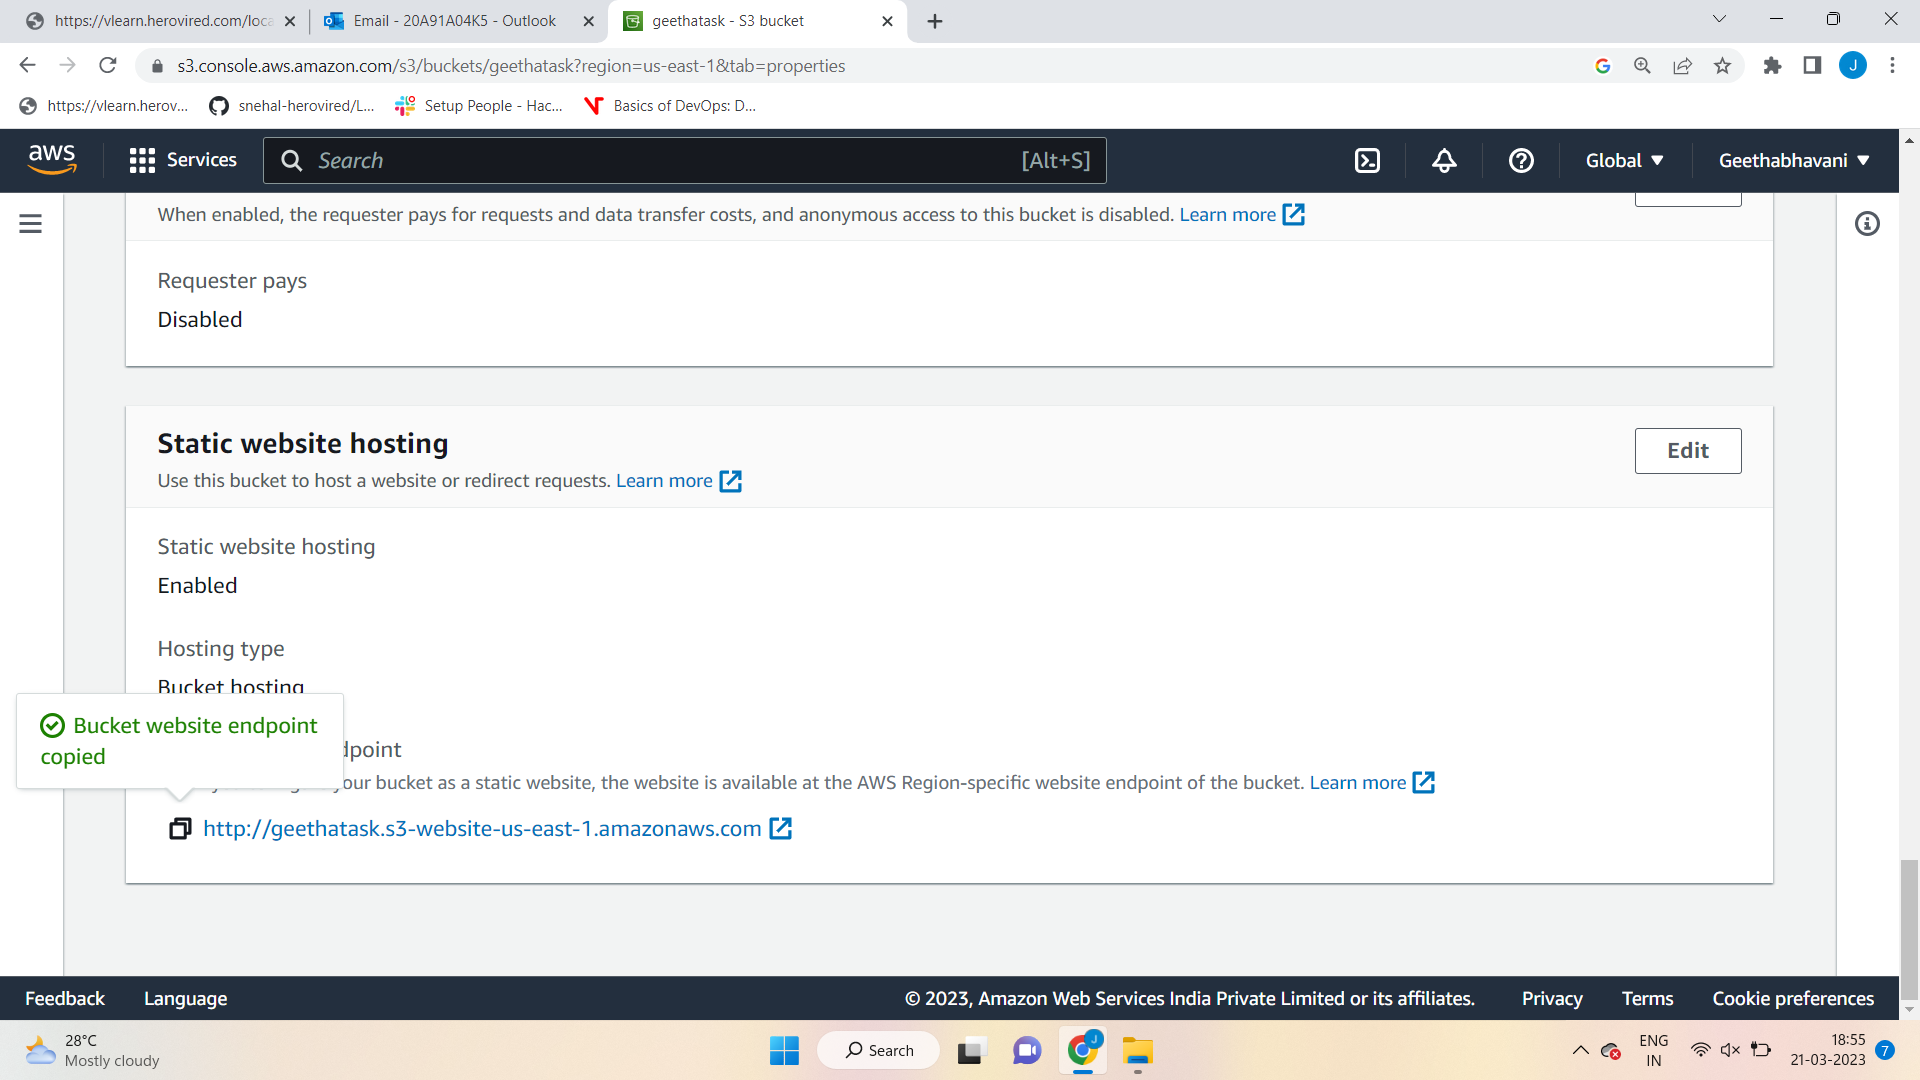 https://vlearn.herovired.com/loca
Email - 20A91A04K5 - Outlook
geethatask - S3 bucket
s3.console.aws.amazon.com/s3/buckets/geethatask?region=us-east-1&tab=properties
J
https://vlearn.herov...
snehal-herovired/L...
Setup People - Hac...
Basics of DevOps: D...
aws
Services
Search
[Alt+S]
Global
Geethabhavani
When enabled, the requester pays for requests and data transfer costs, and anonymous access to this bucket is disabled. Learn more
Requester pays
Disabled
Static website hosting
Edit
Use this bucket to host a website or redirect requests. Learn more
Static website hosting
Enabled
Hosting type
Bucket hosting
Bucket website endpoint
copied
dpoint
our bucket as a static website, the website is available at the AWS Region-specific website endpoint of the bucket. Learn more
http://geethatask.s3-website-us-east-1.amazonaws.com
Feedback
Language
© 2023, Amazon Web Services India Private Limited or its affiliates.
Privacy
Terms
Cookie preferences
28°C
Mostly cloudy
Search
J
ENG
IN
18:55
21-03-2023
7